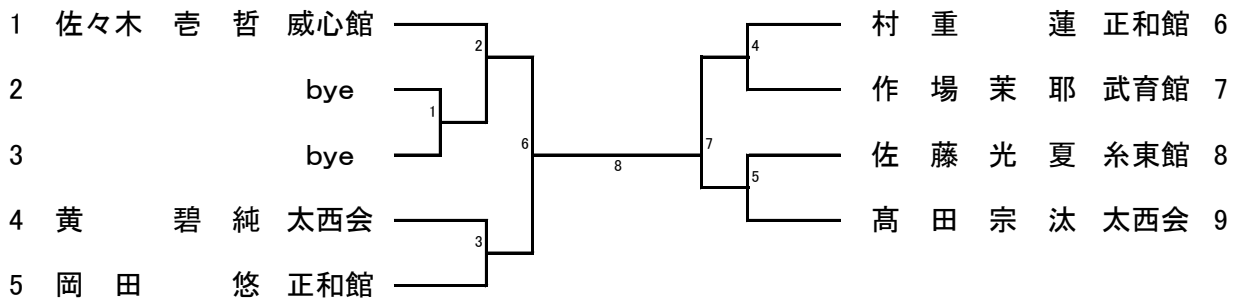 1 佐々木 壱 哲 威心館
2 bye
3 bye
4 黄 碧 純 太西会
5 岡 田 悠 正和館
2
1
3
6
8
7
4
5
村 重 蓮 正和館 6
作 場 茉 耶 武育館 7
佐 藤 光 夏 糸東館 8
髙 田 宗 汰 太西会 9